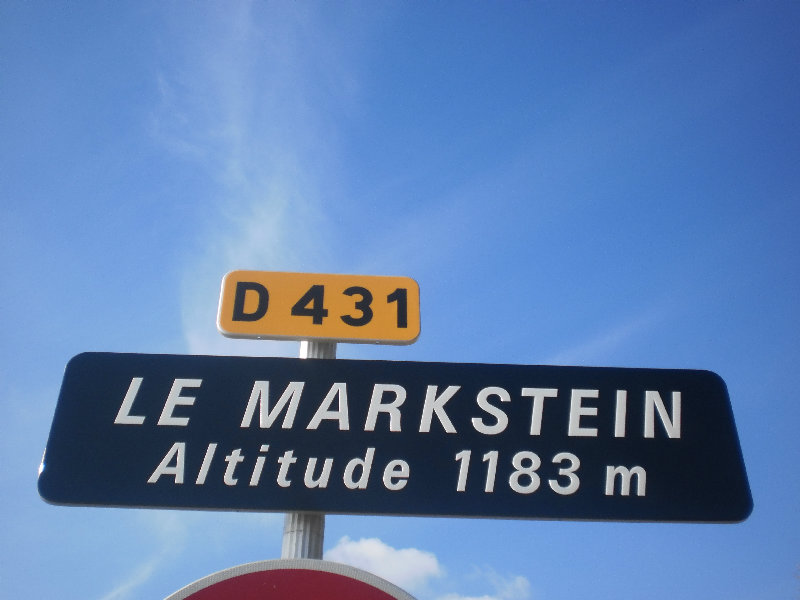 D 431
LE MARKSTEIN
Altitude 1183 m